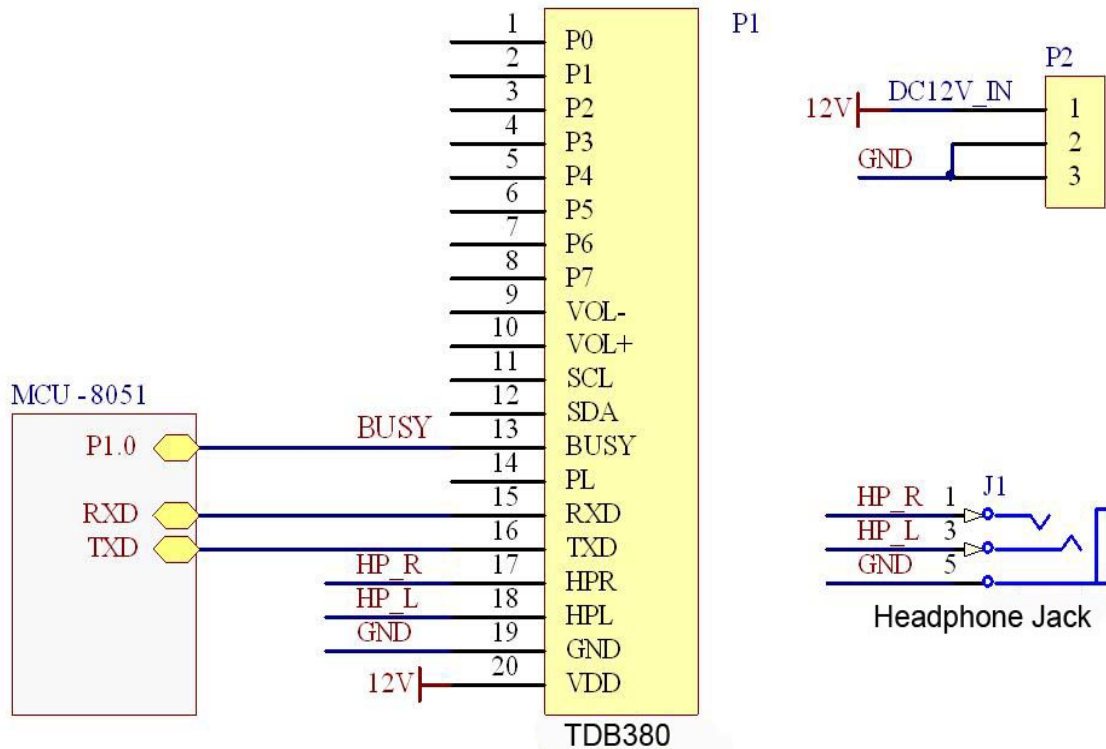 P1
1 P0
2 P1
3 P2
4 P3
5 P4
6 P5
7 P6
8 P7
9 VOL-
10 VOL+
11 SCL
12 SDA
BUSY 13 BUSY
14 PL
15 RXD
16 TXD
HP_R 17 HPR
HP_L 18 HPL
GND 19 GND
12V 20 VDD
TDB380
MCU-8051
P1.0
RXD
TXD
P2
12V DC12V_IN 1
GND 2
3
J1
HP_R 1
HP_L 3
GND 5
Headphone Jack